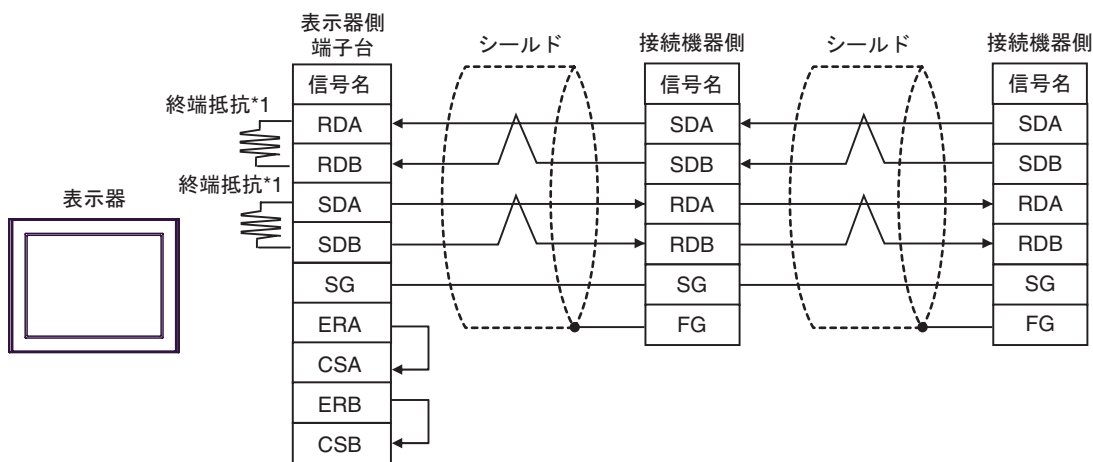 表示器側
端子台
シールド
接続機器側
シールド
接続機器側
信号名
信号名
信号名
終端抵抗*1
RDA
SDA
SDA
RDB
SDB
SDB
終端抵抗*1
表示器
SDA
RDA
RDA
SDB
RDB
RDB
SG
SG
SG
ERA
FG
FG
CSA
ERB
CSB